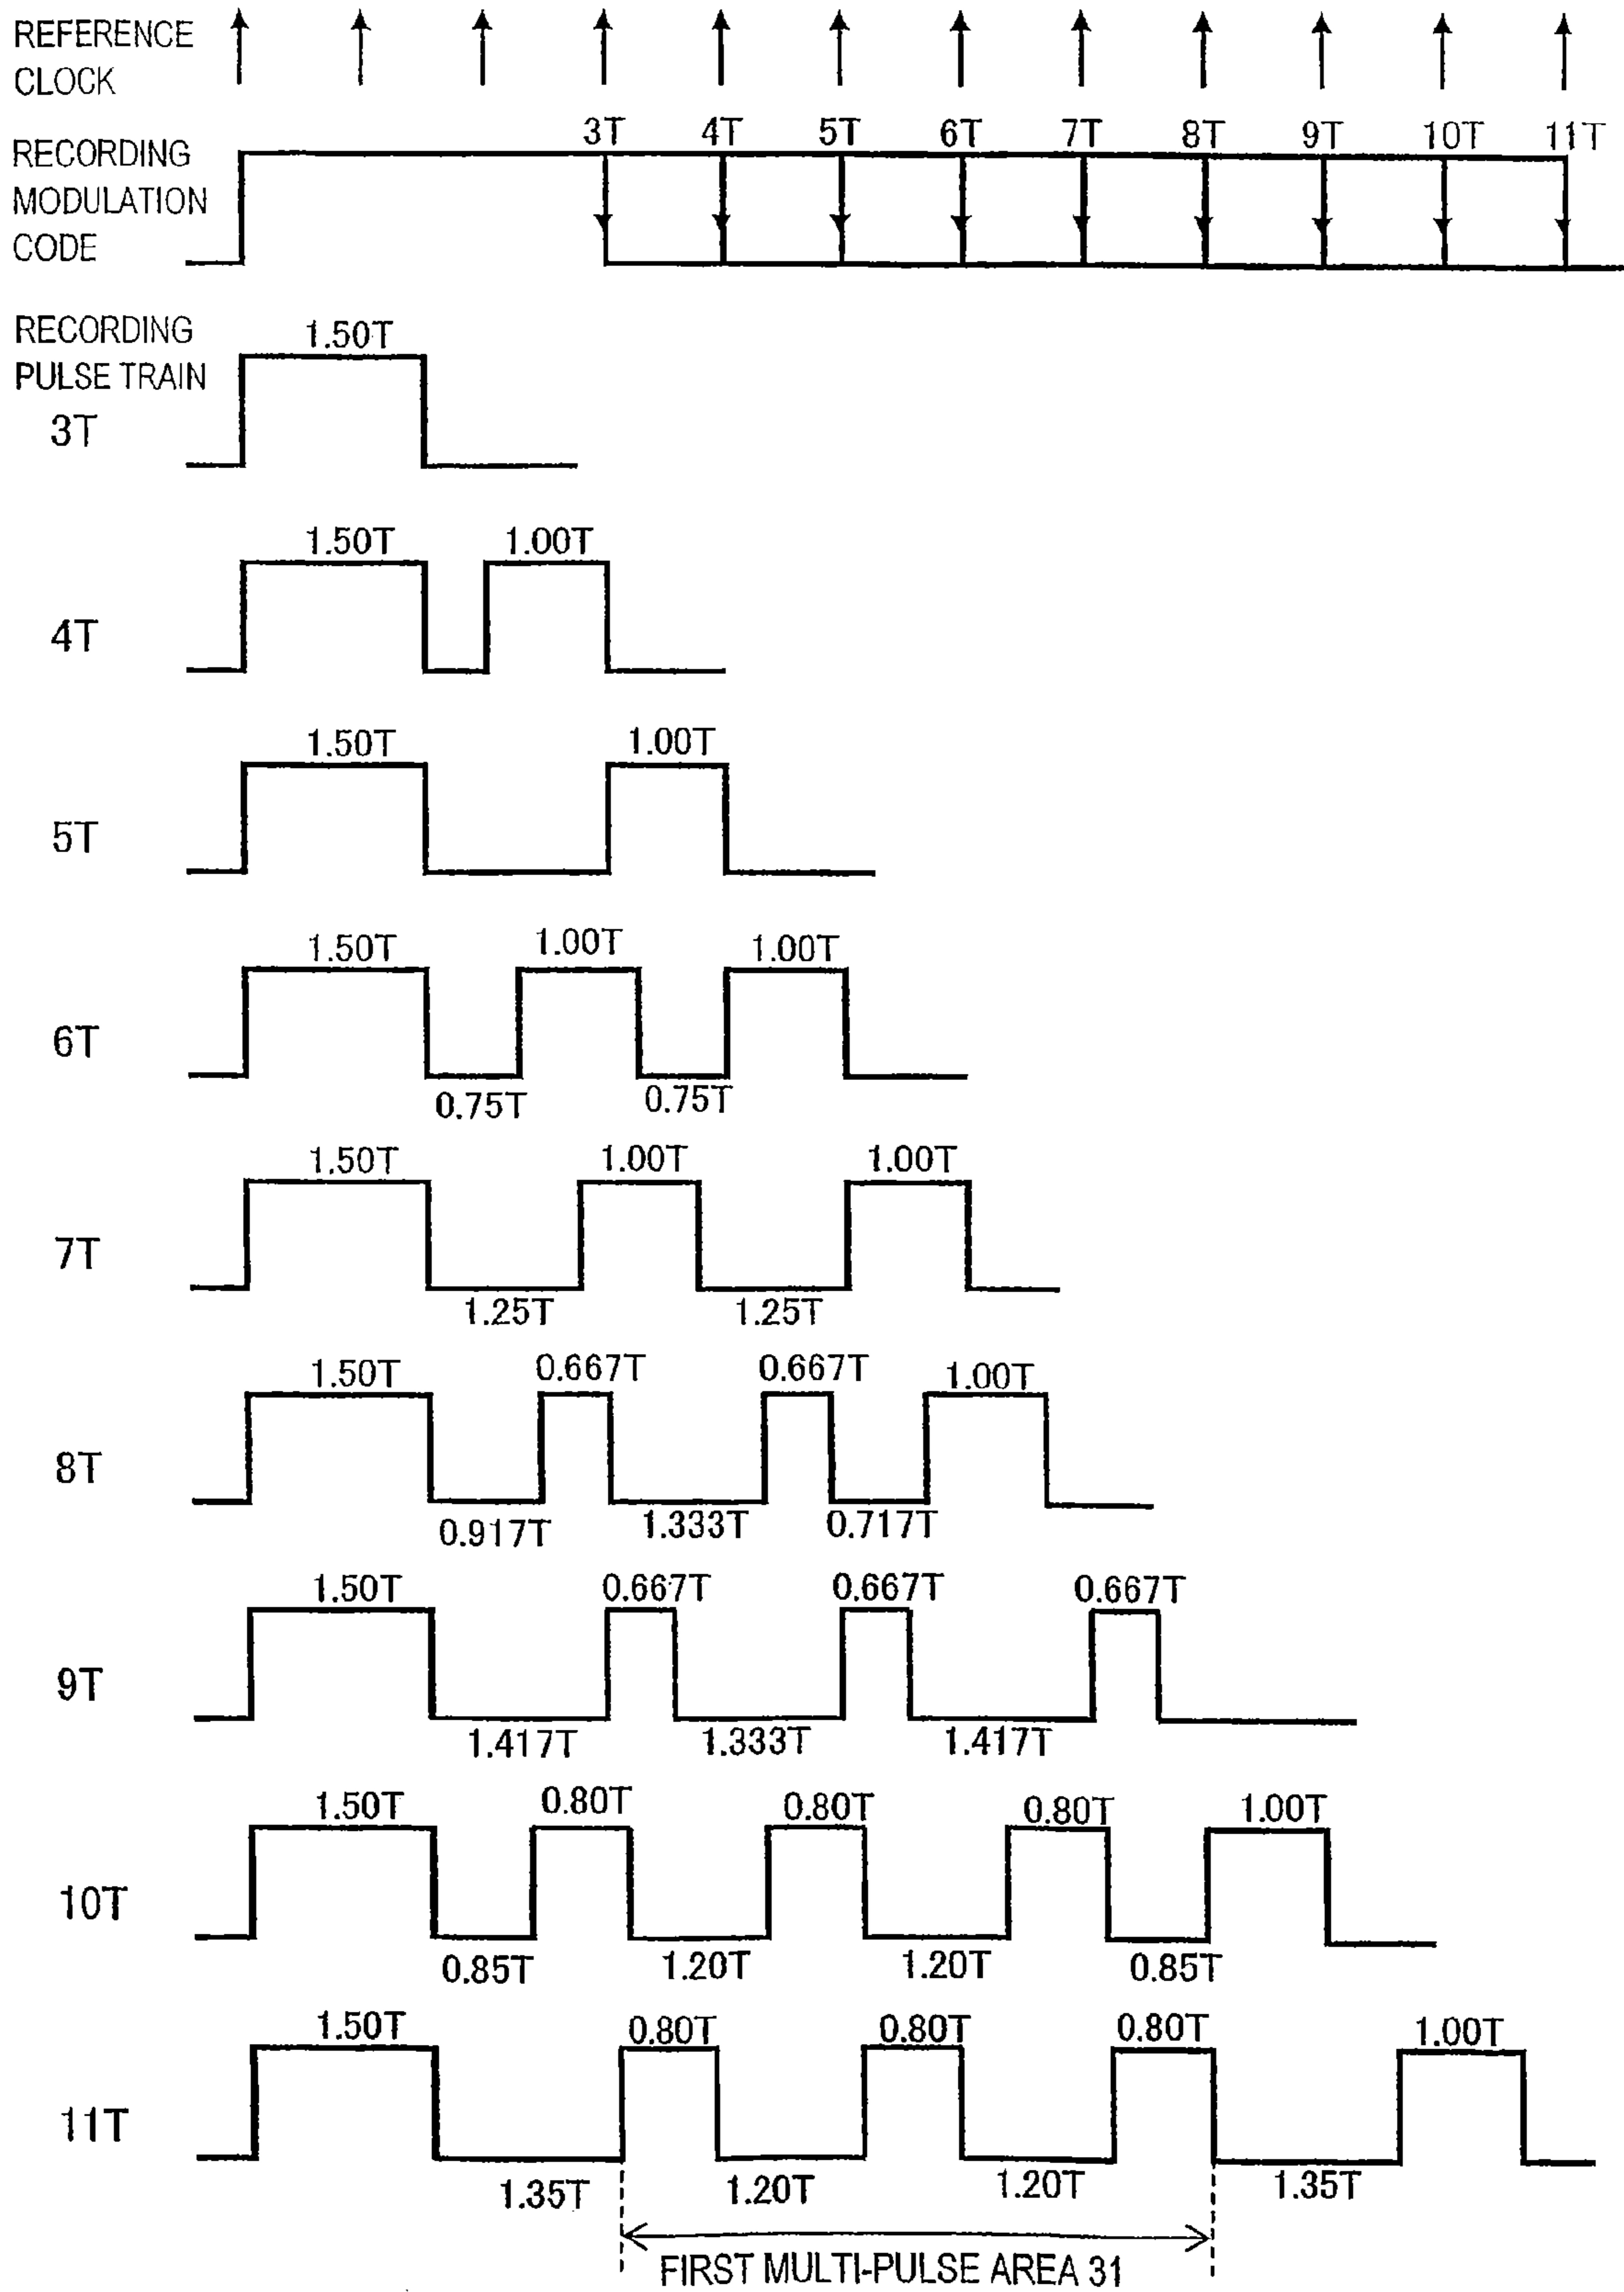 REFERENCE
CLOCK
3T 4T 5T 6T 7T 8T 9T 10T 11T
RECORDING
MODULATION
CODE
RECORDING
PULSE TRAIN
1.50T
3T
1.50T 1.00T
4T
1.50T 1.00T
5T
1.50T 1.00T 1.00T
6T
0.75T 0.75T
1.50T 1.00T 1.00T
7T
1.25T 1.25T
1.50T 0.667T 0.667T 1.00T
8T
0.917T 1.333T 0.717T
1.50T 0.667T 0.667T 0.667T
9T
1.417T 1.333T 1.417T
1.50T 0.80T 0.80T 0.80T 1.00T
10T
0.85T 1.20T 1.20T 0.85T
1.50T 0.80T 0.80T 0.80T 1.00T
11T
1.35T 1.20T 1.20T 1.35T
FIRST MULTI-PULSE AREA 31